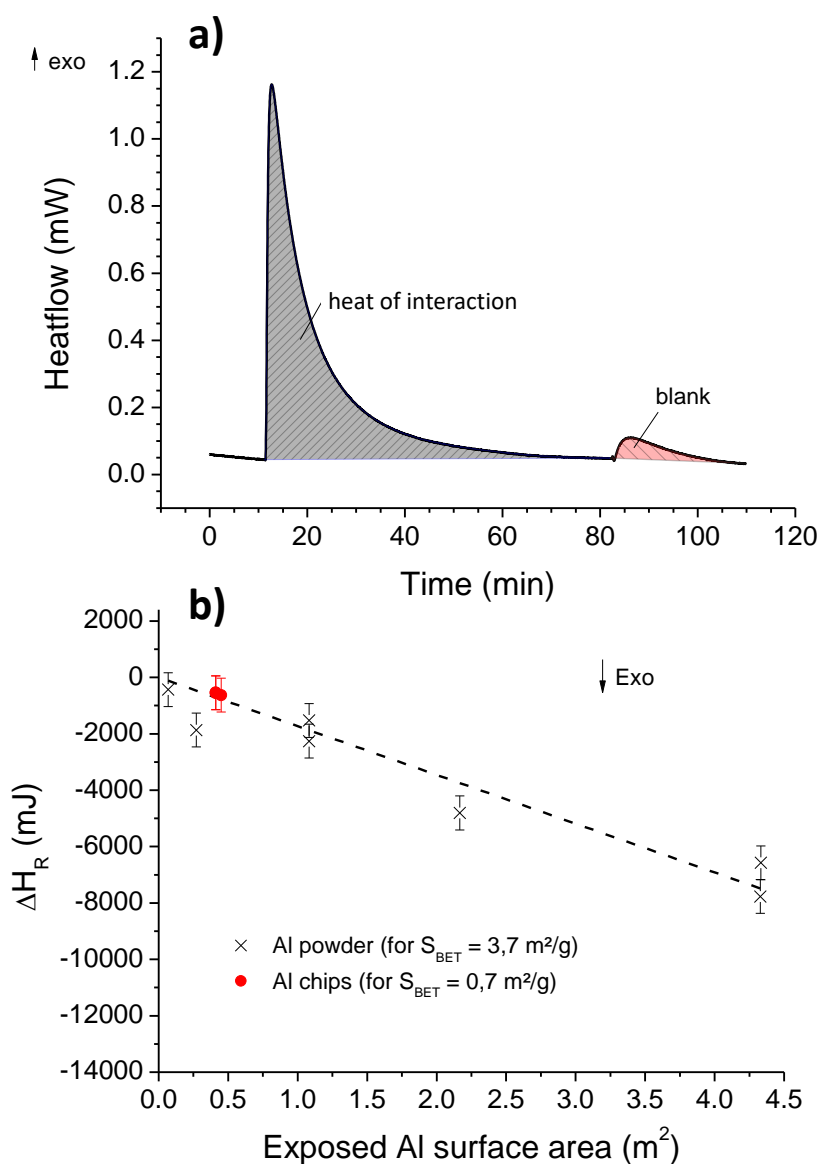 a)
exo
1.2
1.0
0.8
0.6
0.4
0.2
0.0
Heatflow (mW)
heat of interaction
blank
0 20 40 60 80 100 120
Time (min)
b)
2000
0
-2000
-4000
-6000
-8000
-10000
-12000
-14000
ΔH_R (mJ)
Exo
Al powder (for S_BET = 3,7 m²/g)
Al chips (for S_BET = 0,7 m²/g)
0.0 0.5 1.0 1.5 2.0 2.5 3.0 3.5 4.0 4.5
Exposed Al surface area (m²)